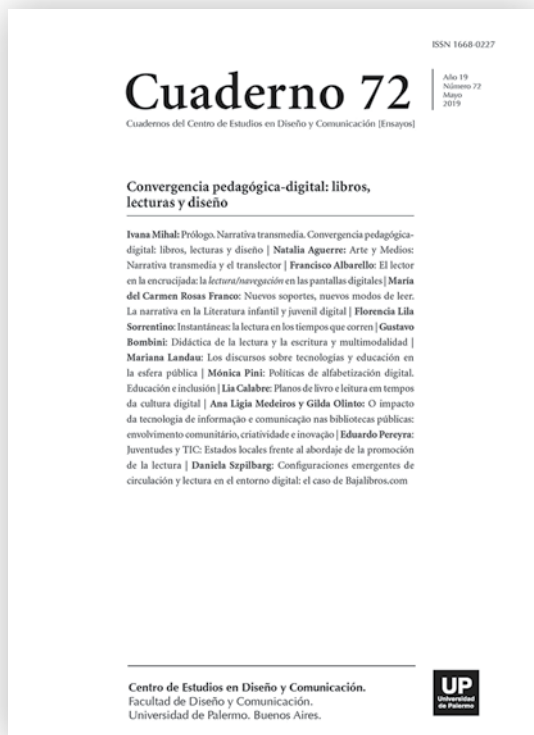 ISSN 1668-0227
Cuaderno 72
Año 19
Número 72
Mayo
2019
Cuadernos del Centro de Estudios en Diseño y Comunicación [Ensayos]
Convergencia pedagógica-digital: libros,
lecturas y diseño
Ivana Mihal: Prólogo. Narrativa transmedia. Convergencia pedagógica-
digital: libros, lecturas y diseño | Natalia Aguerre: Arte y Medios:
Narrativa transmedia y el translector | Francisco Albarello: El lector
en la encrucijada: la lectura/navegación en las pantallas digitales | María
del Carmen Rosas Franco: Nuevos soportes, nuevos modos de leer.
La narrativa en la Literatura infantil y juvenil digital | Florencia Lila
Sorrentino: Instantáneas: la lectura en los tiempos que corren | Gustavo
Bombini: Didáctica de la lectura y la escritura y multimodalidad |
Mariana Landau: Los discursos sobre tecnologías y educación en
la esfera pública | Mónica Pini: Políticas de alfabetización digital.
Educación e inclusión | Lia Calabre: Planos de livro e leitura em tempos
da cultura digital | Ana Ligia Medeiros y Gilda Olinto: O impacto
da tecnologia de informação e comunicação nas bibliotecas públicas:
envolvimento comunitário, criatividade e inovação | Eduardo Pereyra:
Juventudes y TIC: Estados locales frente al abordaje de la promoción
de la lectura | Daniela Szpilbarg: Configuraciones emergentes de
circulación y lectura en el entorno digital: el caso de Bajalibros.com
Centro de Estudios en Diseño y Comunicación.
Facultad de Diseño y Comunicación.
Universidad de Palermo. Buenos Aires.
UP
Universidad
de Palermo